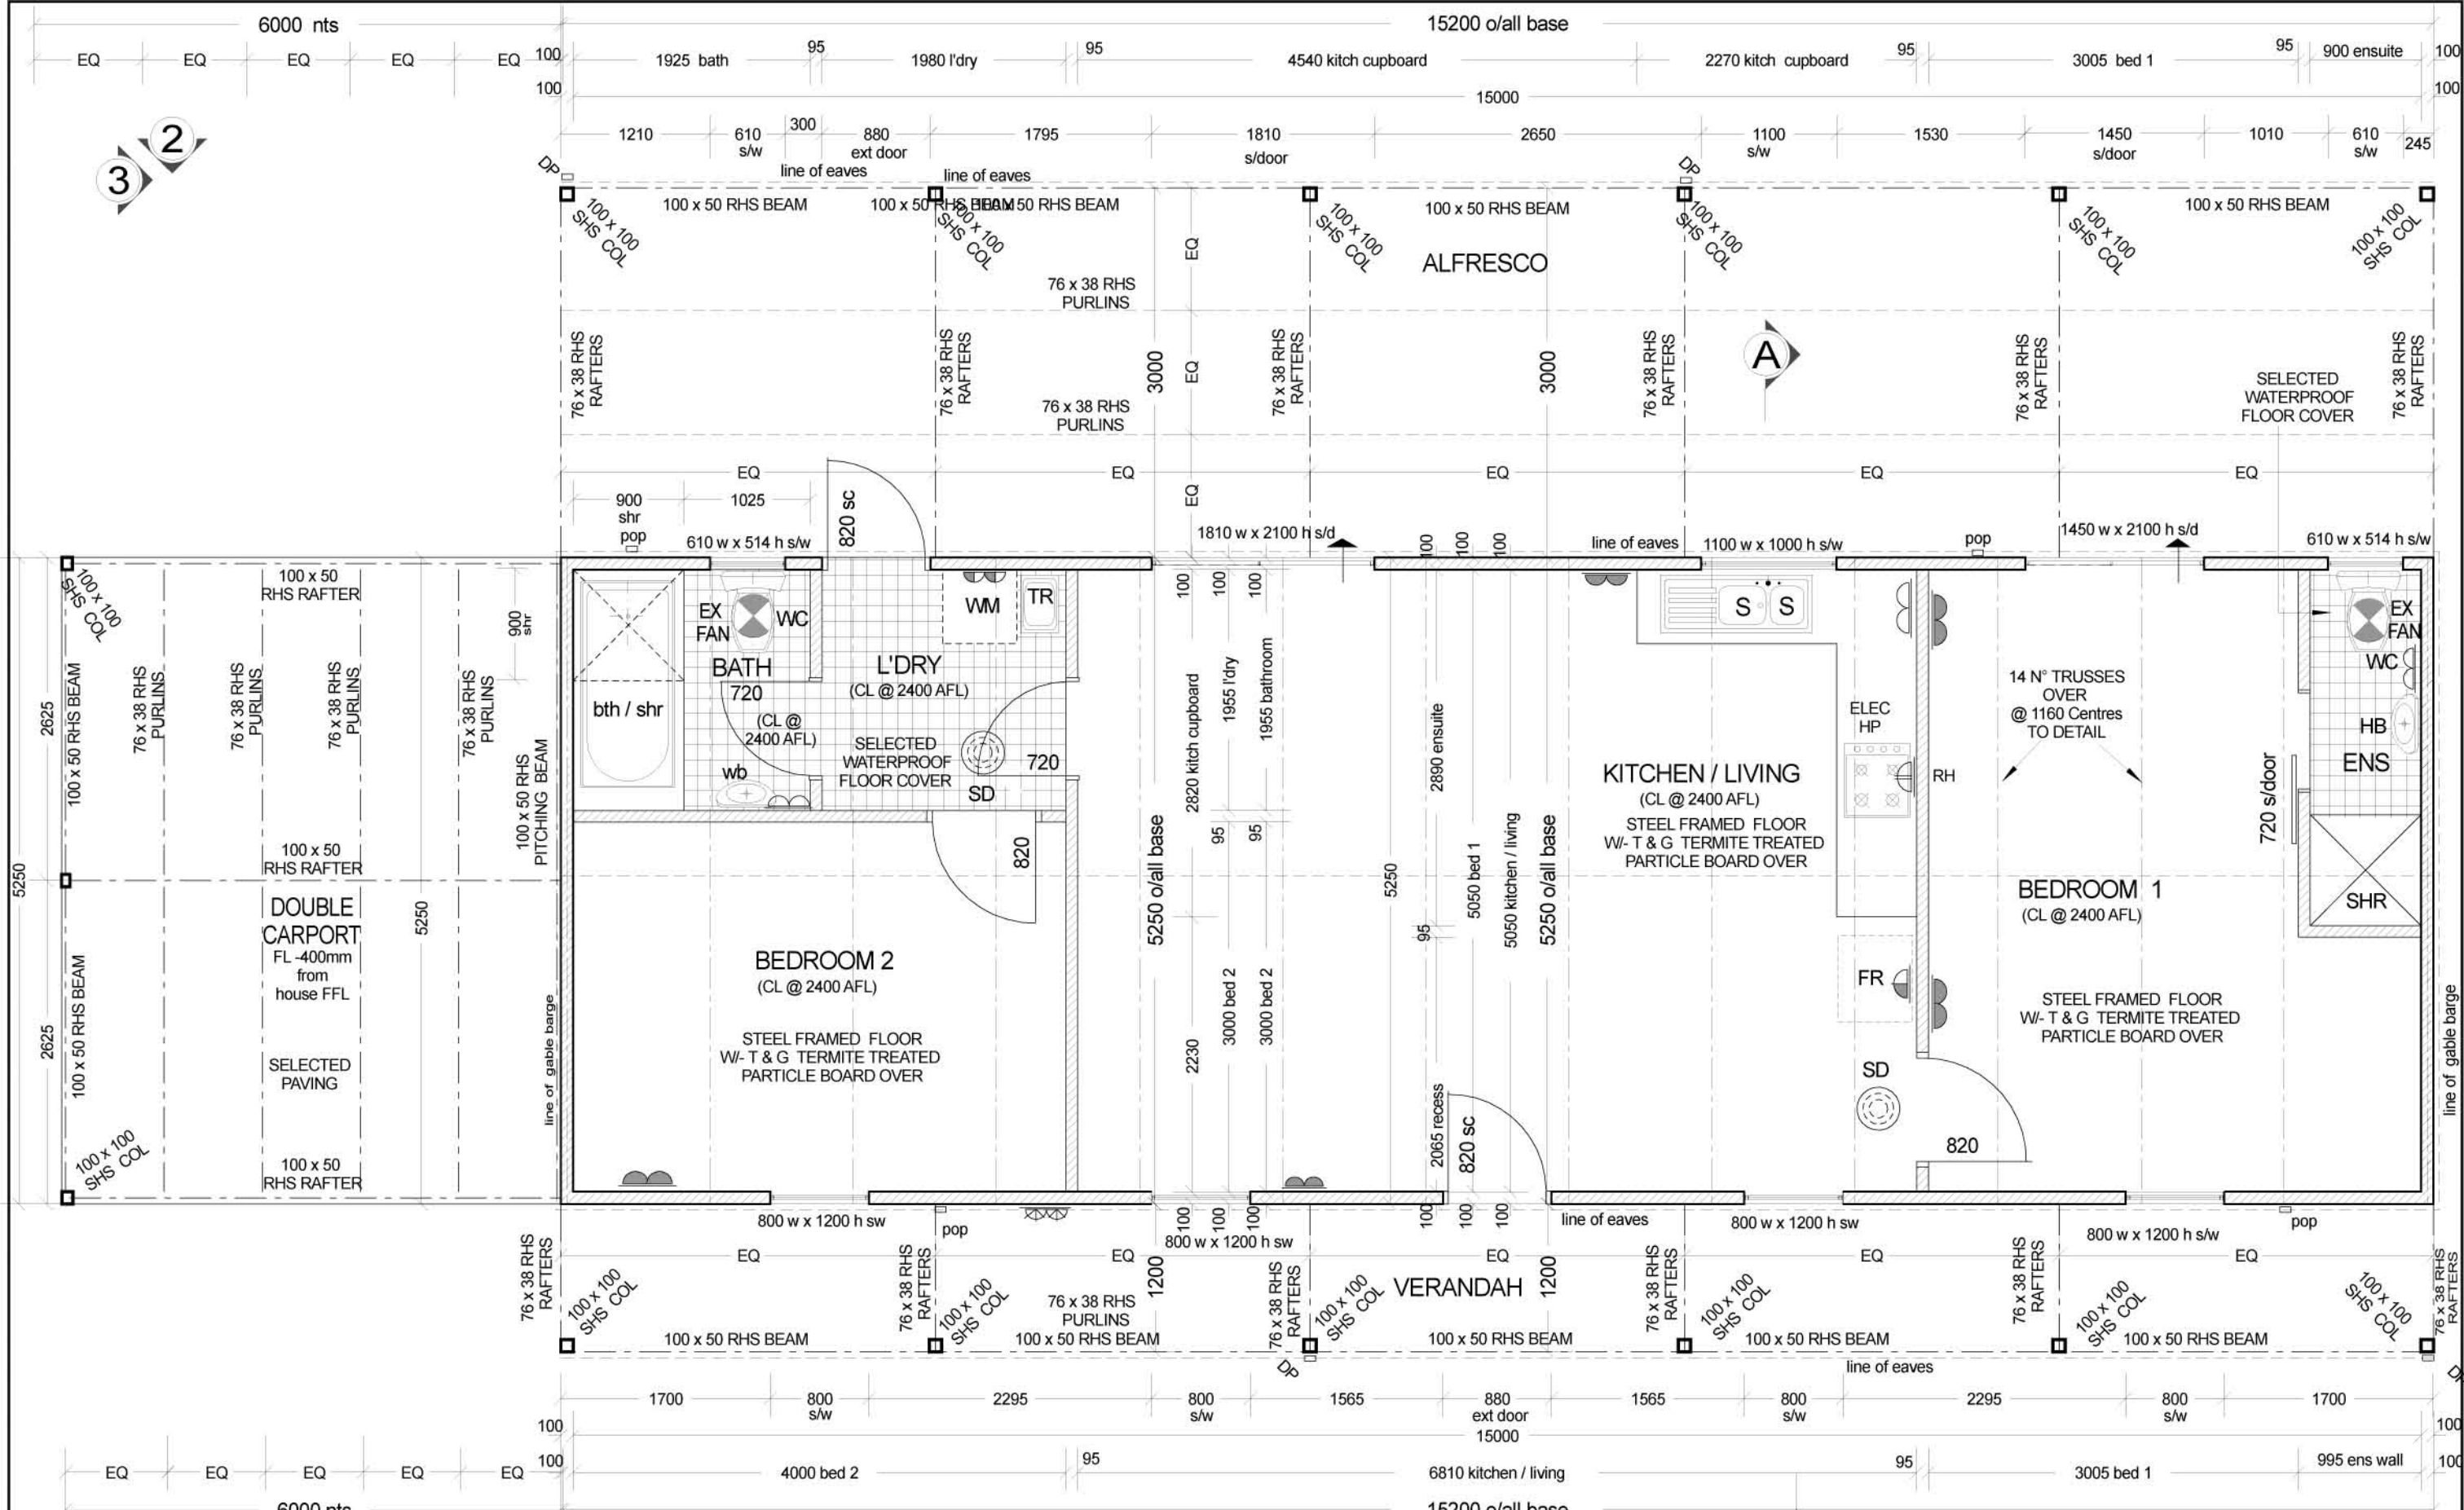 6000 nts
15200 o/all base
EQ EQ EQ EQ EQ 100
1925 bath
95
1980 l'dry
95
4540 kitch cupboard
2270 kitch cupboard
95
3005 bed 1
95
900 ensuite
100
100
15000
100
1210
610
s/w
300
880
ext door
1795
1810
s/door
2650
1100
s/w
1530
1450
s/door
1010
610
s/w
245
3
2
DP
line of eaves
line of eaves
DP
100 x 50 RHS BEAM
100 x 50 RHS BEAM
100 x 50 RHS BEAM
100 x 50 RHS BEAM
100 x 50 RHS BEAM
100 x 100
SHS COL
100 x 100
SHS COL
100 x 100
SHS COL
100 x 100
SHS COL
100 x 100
SHS COL
100 x 100
SHS COL
ALFRESCO
76 x 38 RHS
PURLINS
76 x 38 RHS
PURLINS
76 x 38 RHS
RAFTERS
76 x 38 RHS
RAFTERS
76 x 38 RHS
RAFTERS
76 x 38 RHS
RAFTERS
76 x 38 RHS
RAFTERS
76 x 38 RHS
RAFTERS
EQ
EQ
EQ
3000
3000
A
SELECTED
WATERPROOF
FLOOR COVER
EQ EQ EQ EQ EQ
900
shr
1025
pop
610 w x 514 h s/w
820 sc
1810 w x 2100 h s/d
100
100
100
line of eaves
1100 w x 1000 h s/w
pop
1450 w x 2100 h s/d
610 w x 514 h s/w
100 x 100
SHS COL
100 x 50
RHS RAFTER
900
shr
EX
FAN
WC
BATH
720
(CL @
2400 AFL)
bth / shr
wb
WM
TR
L'DRY
(CL @ 2400 AFL)
SELECTED
WATERPROOF
FLOOR COVER
720
SD
100
100
100
2820 kitch cupboard
1955 l'dry
1955 bathroom
95
95
2890 ensuite
5050 bed 1
5050 kitchen / living
5250 o/all base
5250 o/all base
5250
95
2230
3000 bed 2
3000 bed 2
2065 recess
820 sc
S S
ELEC
HP
RH
KITCHEN / LIVING
(CL @ 2400 AFL)
STEEL FRAMED FLOOR
W/- T & G TERMITE TREATED
PARTICLE BOARD OVER
FR
SD
14 N° TRUSSES
OVER
@ 1160 Centres
TO DETAIL
EX
FAN
WC
HB
ENS
720 s/door
SHR
BEDROOM 1
(CL @ 2400 AFL)
STEEL FRAMED FLOOR
W/- T & G TERMITE TREATED
PARTICLE BOARD OVER
820
line of gable barge
5250
2625
2625
100 x 50 RHS BEAM
100 x 50 RHS BEAM
76 x 38 RHS
PURLINS
76 x 38 RHS
PURLINS
76 x 38 RHS
PURLINS
76 x 38 RHS
PURLINS
100 x 50 RHS
PITCHING BEAM
100 x 50
RHS RAFTER
DOUBLE
CARPORT
FL -400mm
from
house FFL
SELECTED
PAVING
5250
line of gable barge
100 x 50
RHS RAFTER
100 x 100
SHS COL
820
BEDROOM 2
(CL @ 2400 AFL)
STEEL FRAMED FLOOR
W/- T & G TERMITE TREATED
PARTICLE BOARD OVER
800 w x 1200 h sw
pop
100
100
100
800 w x 1200 h sw
100
100
100
line of eaves
800 w x 1200 h sw
800 w x 1200 h s/w
pop
EQ EQ EQ EQ EQ
76 x 38 RHS
RAFTERS
76 x 38 RHS
RAFTERS
76 x 38 RHS
RAFTERS
76 x 38 RHS
RAFTERS
76 x 38 RHS
RAFTERS
76 x 38 RHS
RAFTERS
100 x 100
SHS COL
100 x 100
SHS COL
100 x 100
SHS COL
100 x 100
SHS COL
100 x 100
SHS COL
100 x 100
SHS COL
76 x 38 RHS
PURLINS
1200
VERANDAH
1200
100 x 50 RHS BEAM
100 x 50 RHS BEAM
100 x 50 RHS BEAM
100 x 50 RHS BEAM
100 x 50 RHS BEAM
DP
line of eaves
1700
800
s/w
2295
800
s/w
1565
880
ext door
1565
800
s/w
2295
800
s/w
1700
100
15000
100
EQ EQ EQ EQ EQ 100
4000 bed 2
95
6810 kitchen / living
95
3005 bed 1
995 ens wall
100
6000 nts
15200 o/all base